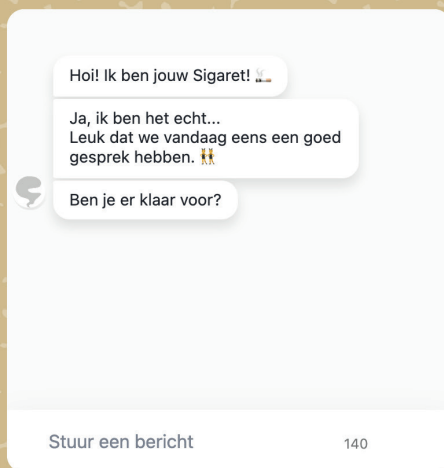 Hoi! Ik ben jouw Sigaret! 🚬
Ja, ik ben het echt...
Leuk dat we vandaag eens een goed
gesprek hebben. 👯
Ben je er klaar voor?
Stuur een bericht
140